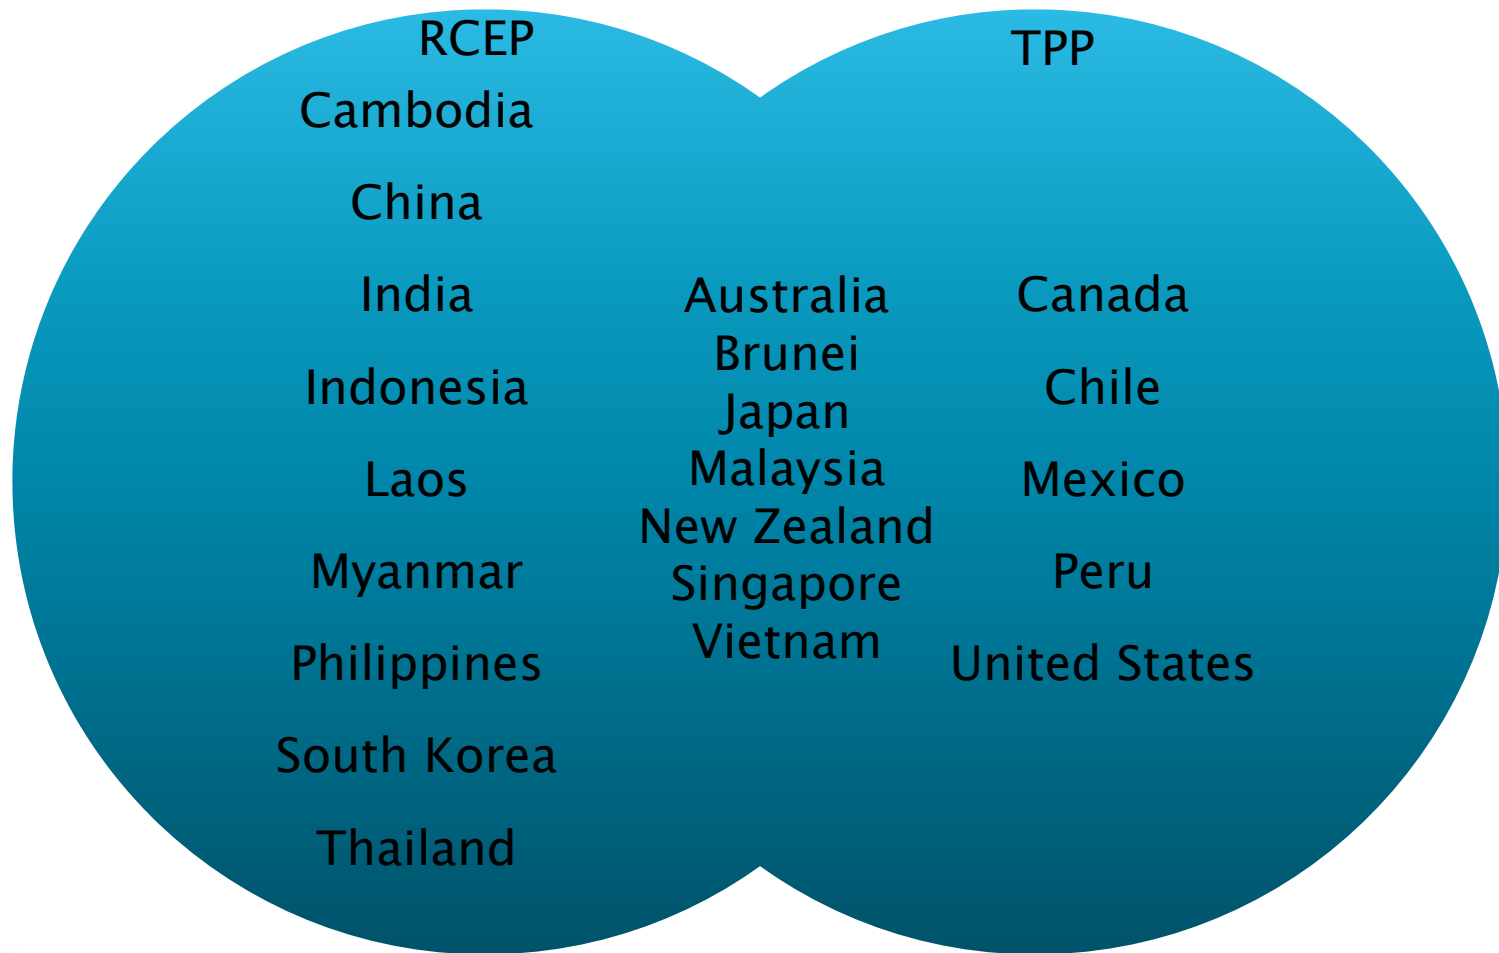 RCEP
Cambodia
China
India
Indonesia
Laos
Myanmar
Philippines
South Korea
Thailand
Australia
Brunei
Japan
Malaysia
New Zealand
Singapore
Vietnam
TPP
Canada
Chile
Mexico
Peru
United States